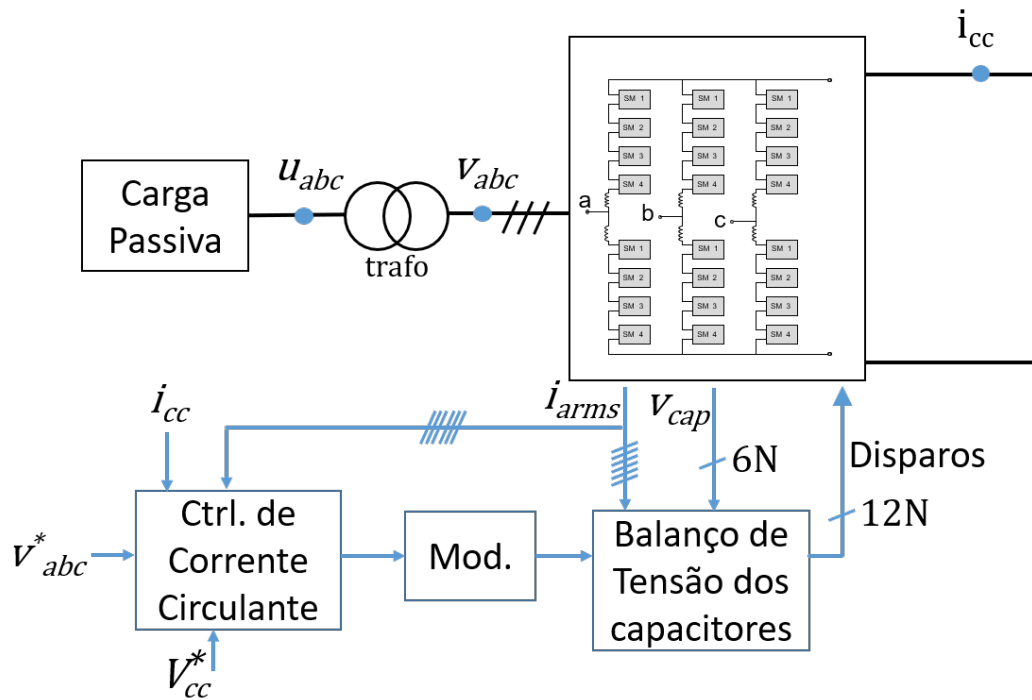 i_cc
SM 1 SM 1 SM 1
SM 2 SM 2 SM 2
SM 3 SM 3 SM 3
SM 4 SM 4 SM 4
a b c
SM 1 SM 1 SM 1
SM 2 SM 2 SM 2
SM 3 SM 3 SM 3
SM 4 SM 4 SM 4
Carga
Passiva
u_abc
v_abc
trafo
i_cc
i_arms
v_cap
6N
Disparos
12N
v*_abc
Ctrl. de
Corrente
Circulante
Mod.
Balanço de
Tensão dos
capacitores
V*_cc